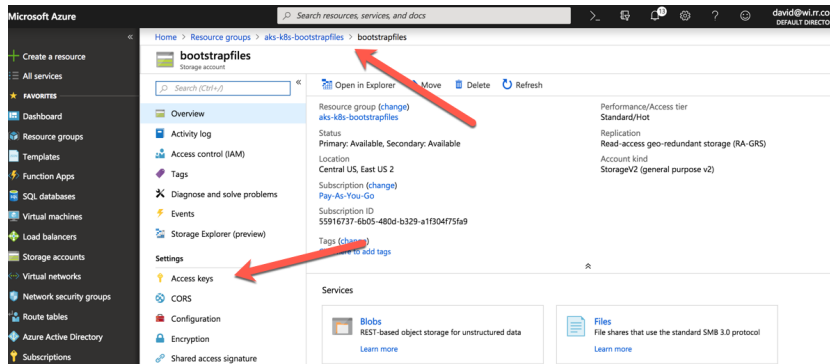 Microsoft Azure
Search resources, services, and docs
13
david@wi.rr.co
DEFAULT DIRECTO
«
Create a resource
All services
FAVORITES
Dashboard
Resource groups
Templates
Function Apps
SQL databases
Virtual machines
Load balancers
Storage accounts
Virtual networks
Network security groups
Route tables
Azure Active Directory
Subscriptions
Home > Resource groups > aks-k8s-bootstrapfiles > bootstrapfiles
bootstrapfiles
Storage account
Search (Ctrl+/)
«
Overview
Activity log
Access control (IAM)
Tags
Diagnose and solve problems
Events
Storage Explorer (preview)
Settings
Access keys
CORS
Configuration
Encryption
Shared access signature
Open in Explorer Move Delete Refresh
Resource group (change)
aks-k8s-bootstrapfiles
Status
Primary: Available, Secondary: Available
Location
Central US, East US 2
Subscription (change)
Pay-As-You-Go
Subscription ID
55916737-6b05-480d-b329-a1f304f75fa9
Tags (change)
to add tags
Performance/Access tier
Standard/Hot
Replication
Read-access geo-redundant storage (RA-GRS)
Account kind
StorageV2 (general purpose v2)
Services
Blobs
REST-based object storage for unstructured data
Learn more
Files
File shares that use the standard SMB 3.0 protocol
Learn more